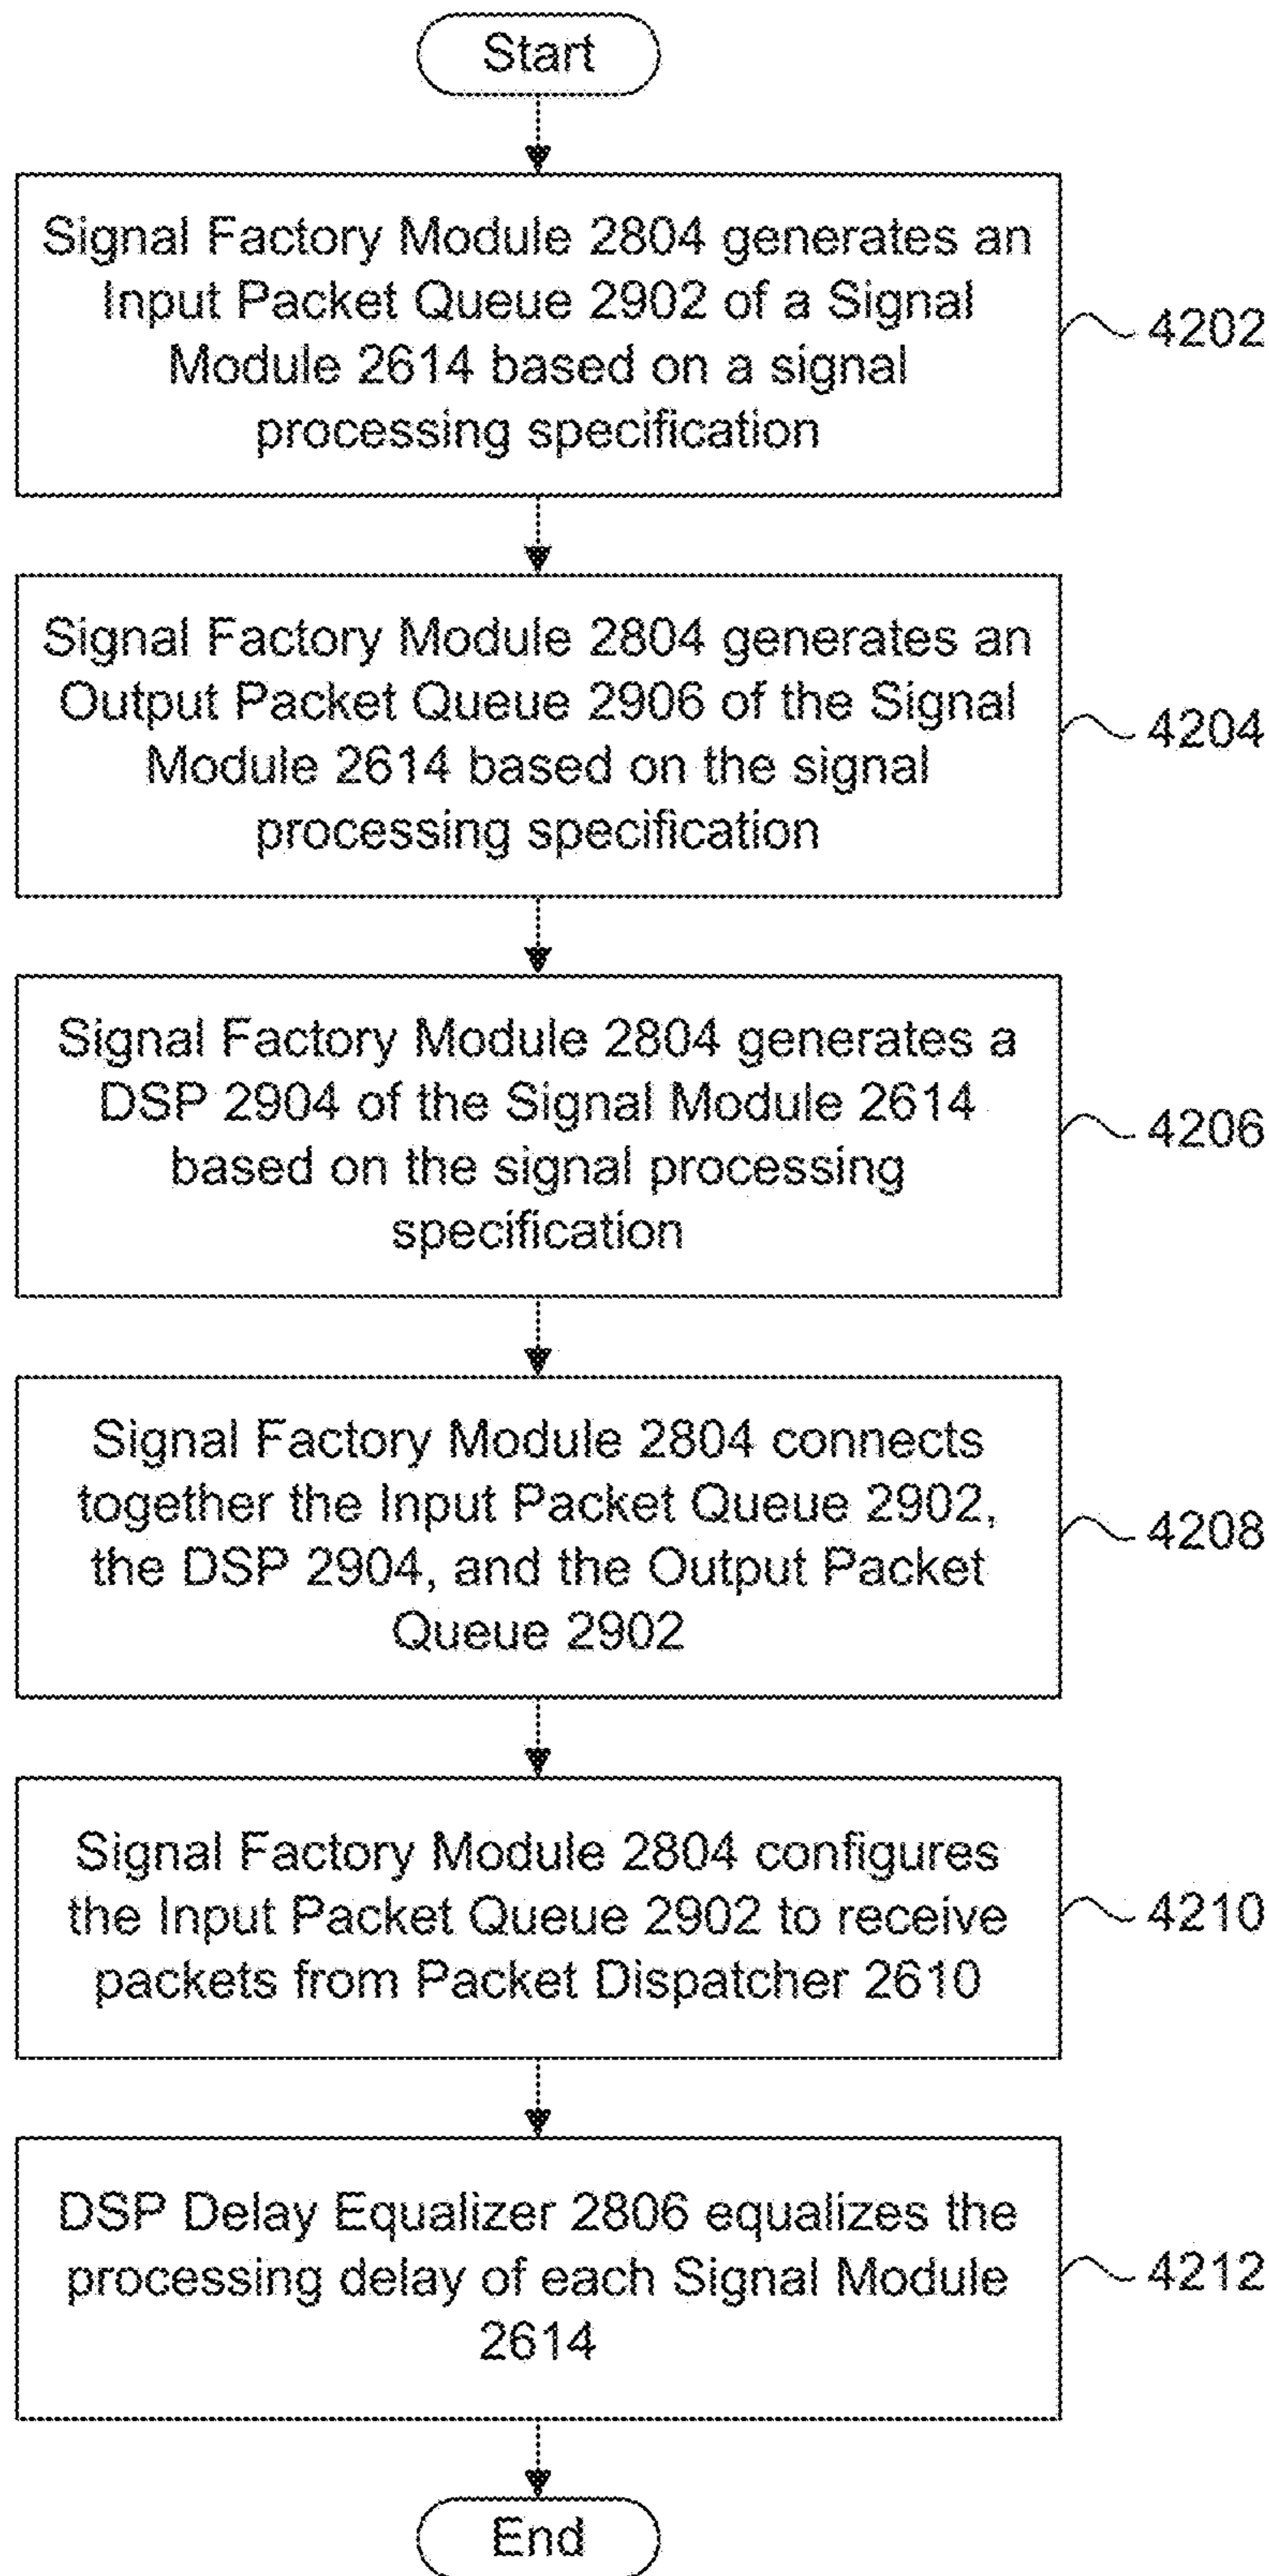 Start
Signal Factory Module 2804 generates an
Input Packet Queue 2902 of a Signal
Module 2614 based on a signal
processing specification
4202
Signal Factory Module 2804 generates an
Output Packet Queue 2906 of the Signal
Module 2614 based on the signal
processing specification
4204
Signal Factory Module 2804 generates a
DSP 2904 of the Signal Module 2614
based on the signal processing
specification
4206
Signal Factory Module 2804 connects
together the Input Packet Queue 2902,
the DSP 2904, and the Output Packet
Queue 2902
4208
Signal Factory Module 2804 configures
the Input Packet Queue 2902 to receive
packets from Packet Dispatcher 2610
4210
DSP Delay Equalizer 2806 equalizes the
processing delay of each Signal Module
2614
4212
End